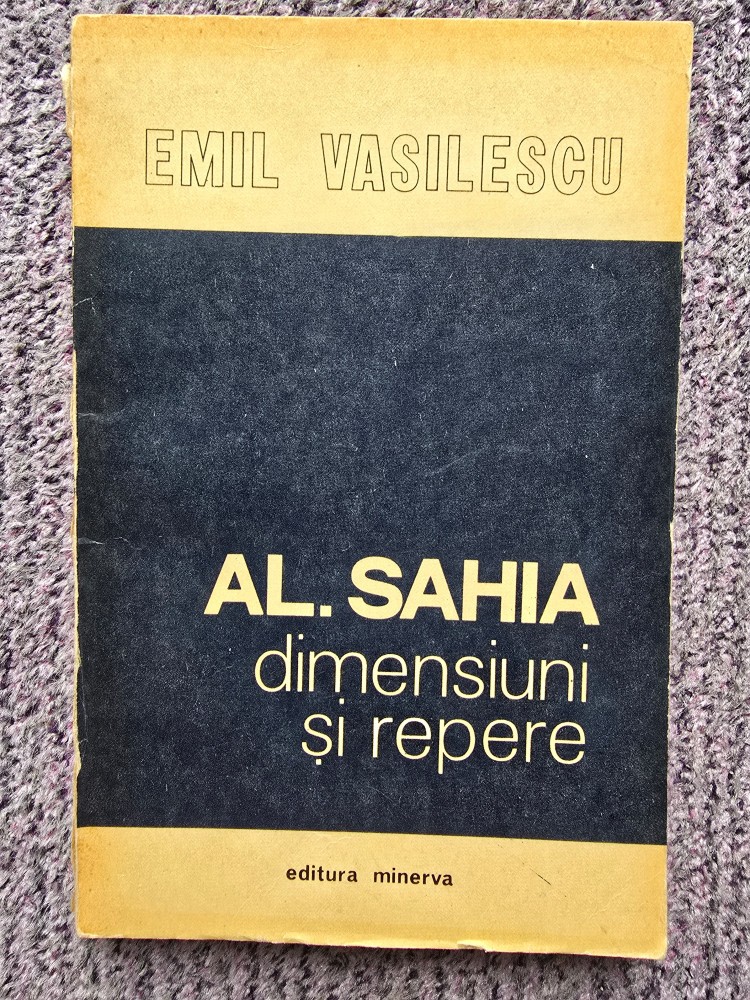 EMIL VASILESCU
AL. SAHIA
dimensiuni
și repere
editura minerva